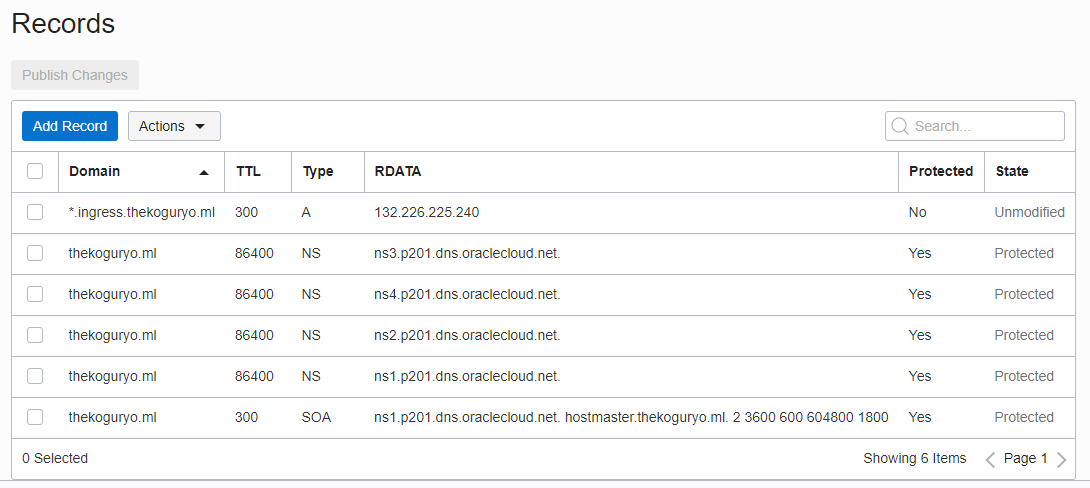 Records
Publish Changes
Add Record Actions Search...
Domain TTL Type RDATA Protected State
*.ingress.thekoguryo.ml 300 A 132.226.225.240 No Unmodified
thekoguryo.ml 86400 NS ns3.p201.dns.oraclecloud.net. Yes Protected
thekoguryo.ml 86400 NS ns4.p201.dns.oraclecloud.net. Yes Protected
thekoguryo.ml 86400 NS ns2.p201.dns.oraclecloud.net. Yes Protected
thekoguryo.ml 86400 NS ns1.p201.dns.oraclecloud.net. Yes Protected
thekoguryo.ml 300 SOA ns1.p201.dns.oraclecloud.net. hostmaster.thekoguryo.ml. 2 3600 600 604800 1800 Yes Protected
0 Selected Showing 6 Items Page 1